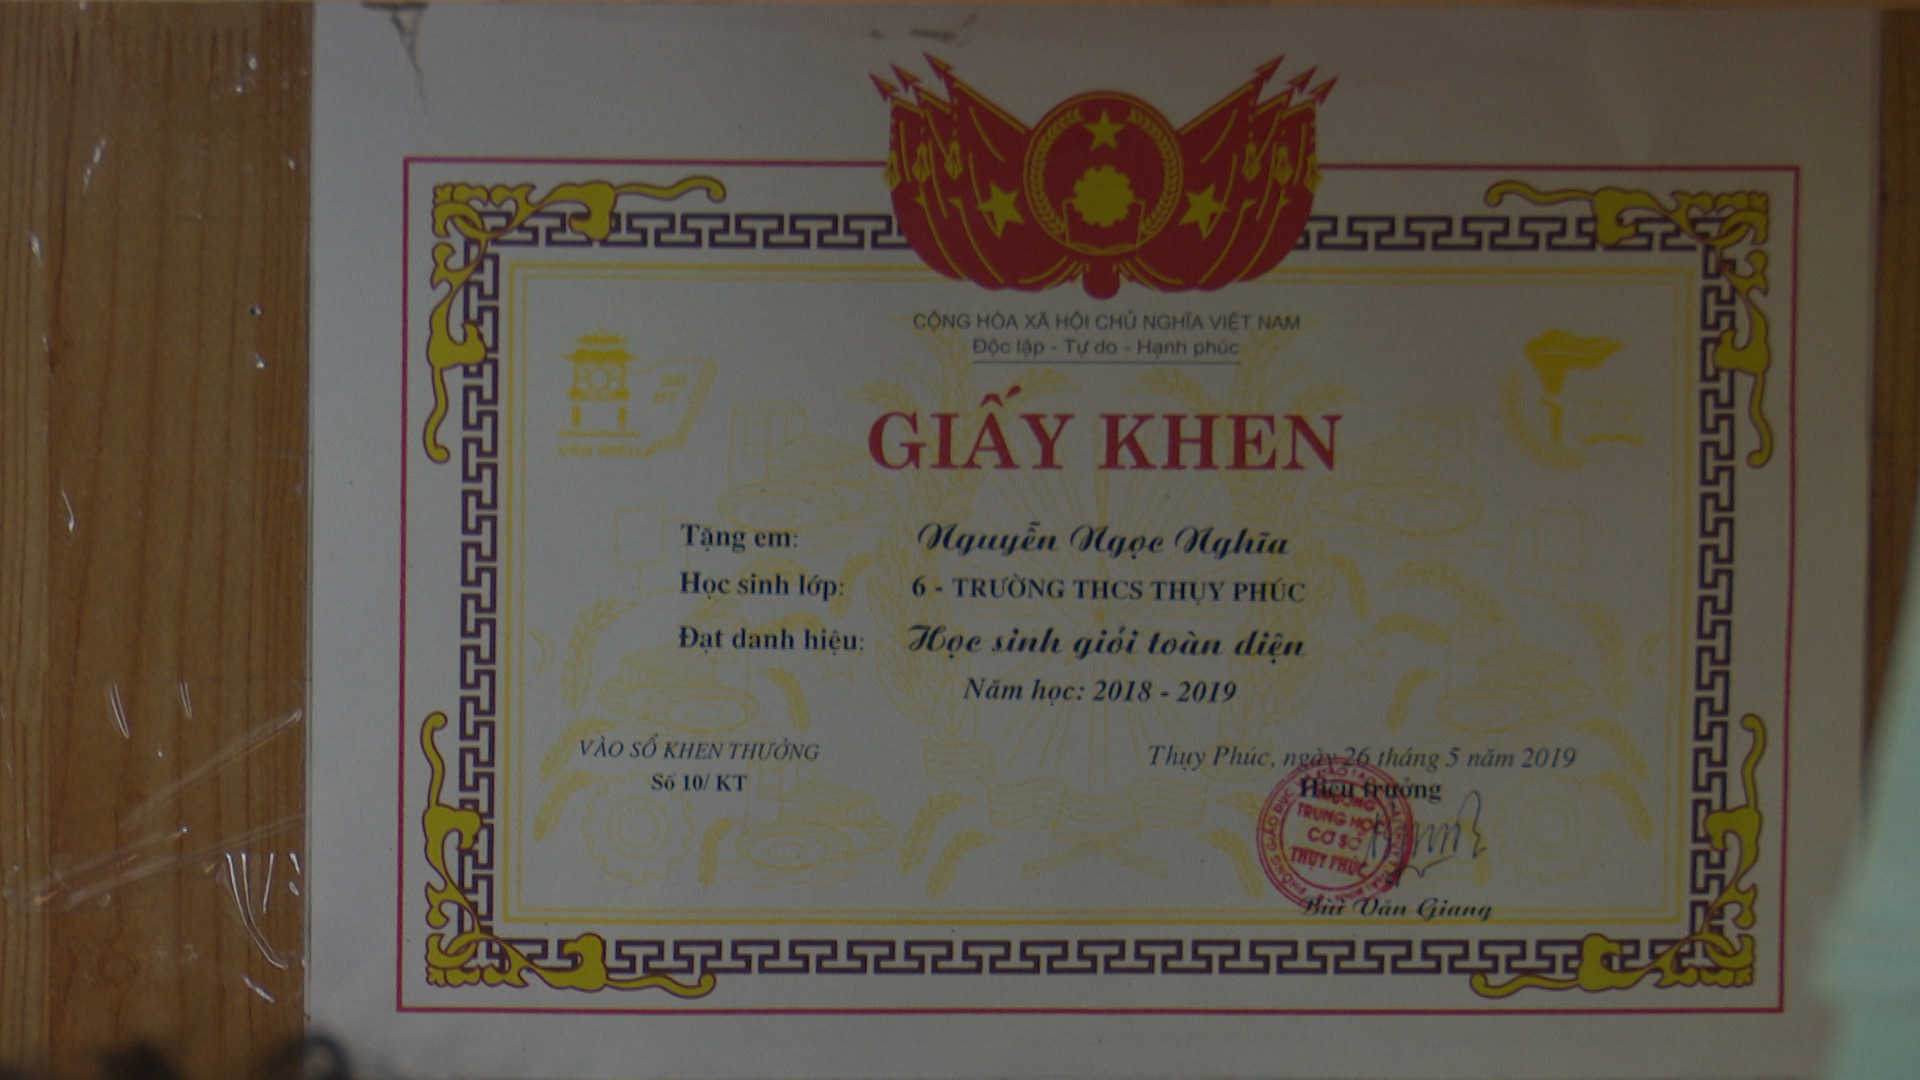 CỘNG HÒA XÃ HỘI CHỦ NGHĨA VIỆT NAM
Độc lập - Tự do - Hạnh phúc
GIẤY KHEN
Tặng em: Nguyễn Ngọc Nghĩa
Học sinh lớp: 6 - TRƯỜNG THCS THỤY PHÚC
Đạt danh hiệu: Học sinh giỏi toàn diện
Năm học: 2018 - 2019
VÀO SỔ KHEN THƯỞNG
Số 10/ KT
Thụy Phúc, ngày 26 tháng 5 năm 2019
Hiệu trưởng
TRƯỜNG
TRUNG HỌC
CƠ SỞ
THỤY PHÚC
Bùi Văn Giang